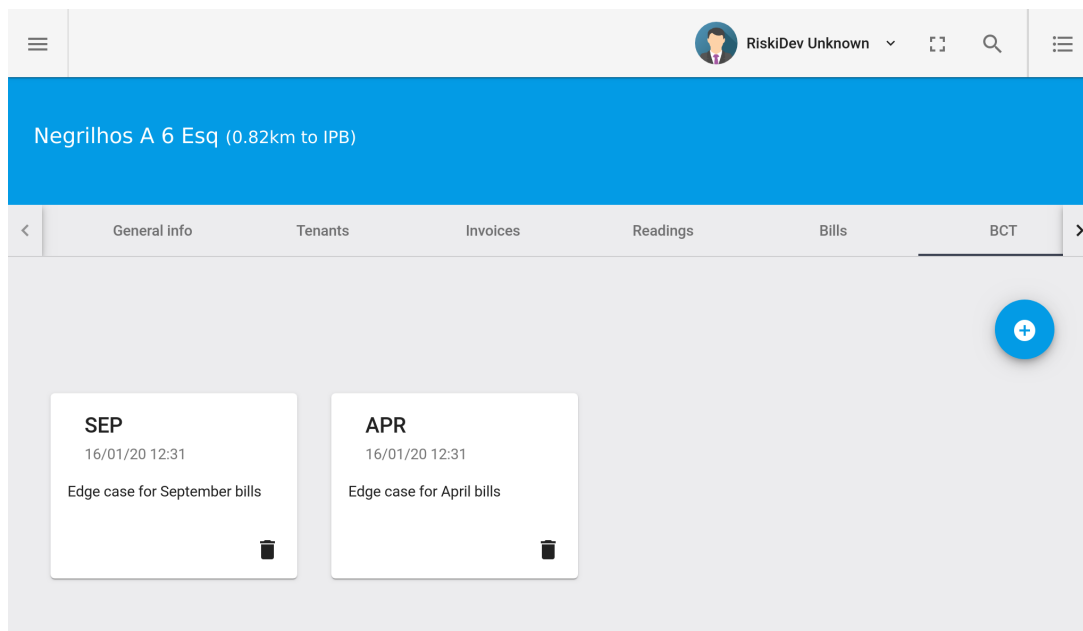 RiskiDev Unknown
Negrilhos A 6 Esq (0.82km to IPB)
General info
Tenants
Invoices
Readings
Bills
BCT
SEP
16/01/20 12:31
Edge case for September bills
APR
16/01/20 12:31
Edge case for April bills